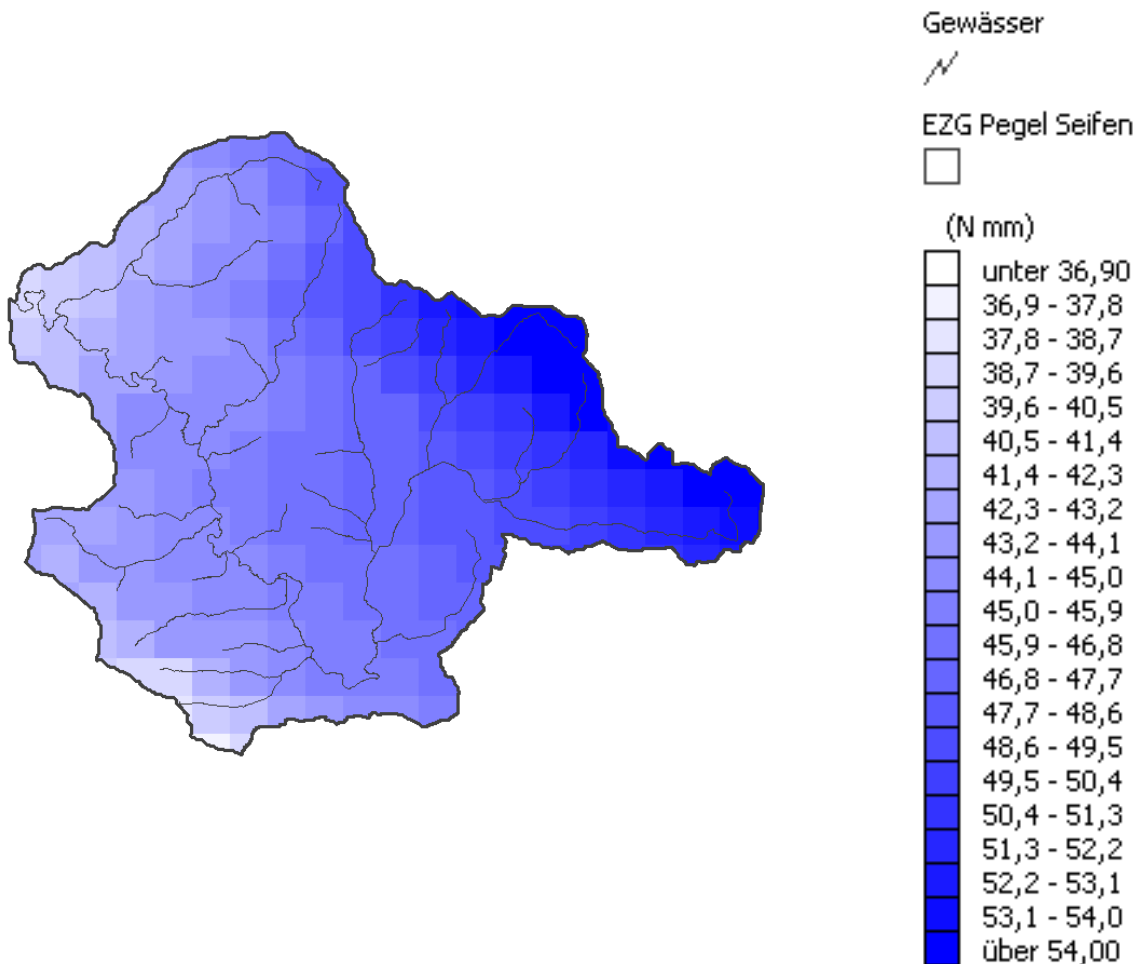 Gewässer
EZG Pegel Seifen
(N mm)
unter 36,90
36,9 - 37,8
37,8 - 38,7
38,7 - 39,6
39,6 - 40,5
40,5 - 41,4
41,4 - 42,3
42,3 - 43,2
43,2 - 44,1
44,1 - 45,0
45,0 - 45,9
45,9 - 46,8
46,8 - 47,7
47,7 - 48,6
48,6 - 49,5
49,5 - 50,4
50,4 - 51,3
51,3 - 52,2
52,2 - 53,1
53,1 - 54,0
über 54,00